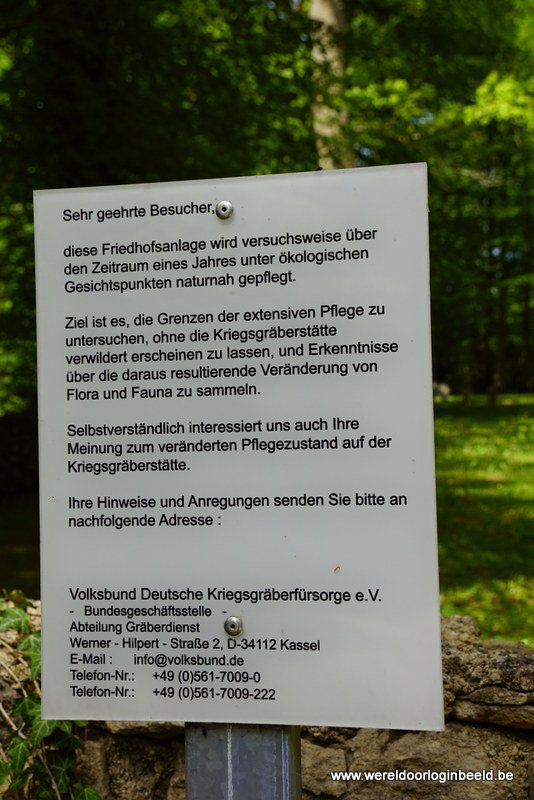 Sehr geehrte Besucher,
diese Friedhofsanlage wird versuchsweise über
den Zeitraum eines Jahres unter ökologischen
Gesichtspunkten naturnah gepflegt.
Ziel ist es, die Grenzen der extensiven Pflege zu
untersuchen, ohne die Kriegsgräberstätte
verwildert erscheinen zu lassen, und Erkenntnisse
über die daraus resultierende Veränderung von
Flora und Fauna zu sammeln.
Selbstverständlich interessiert uns auch Ihre
Meinung zum veränderten Pflegezustand auf der
Kriegsgräberstätte.
Ihre Hinweise und Anregungen senden Sie bitte an
nachfolgende Adresse :
Volksbund Deutsche Kriegsgräberfürsorge e.V.
- Bundesgeschäftsstelle -
Abteilung Gräberdienst
Werner - Hilpert - Straße 2, D-34112 Kassel
E-Mail : info@volksbund.de
Telefon-Nr.: +49 (0)561-7009-0
Telefon-Nr.: +49 (0)561-7009-222
www.wereldoorloginbeeld.be